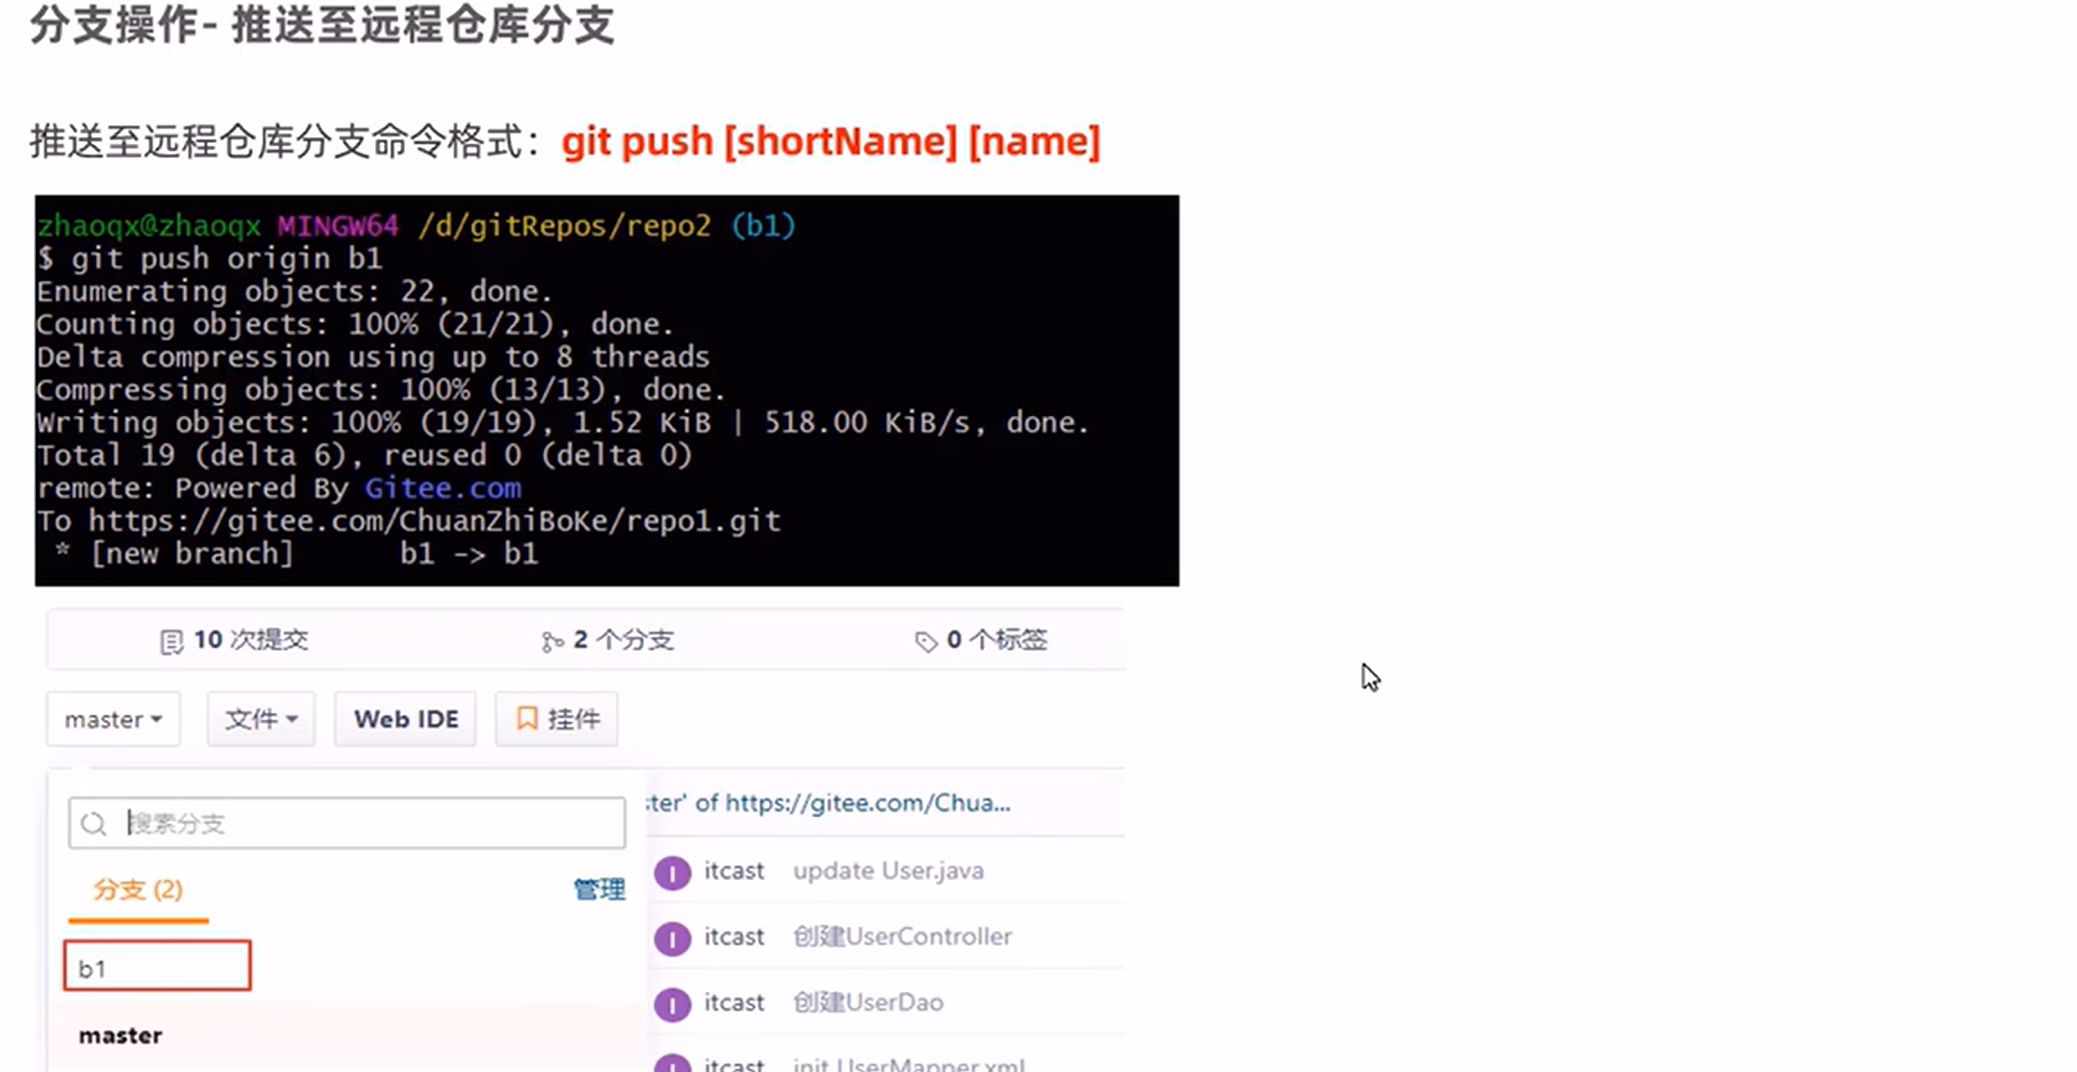 分支操作- 推送至远程仓库分支
推送至远程仓库分支命令格式：git push [shortName] [name]
zhaoqx@zhaoqx MINGW64 /d/gitRepos/repo2 (b1)
$ git push origin b1
Enumerating objects: 22, done.
Counting objects: 100% (21/21), done.
Delta compression using up to 8 threads
Compressing objects: 100% (13/13), done.
Writing objects: 100% (19/19), 1.52 KiB | 518.00 KiB/s, done.
Total 19 (delta 6), reused 0 (delta 0)
remote: Powered By Gitee.com
To https://gitee.com/ChuanZhiBoKe/repo1.git
* [new branch]      b1 -> b1
10 次提交 2 个分支 0 个标签
master 文件 Web IDE 挂件
搜索分支 ster' of https://gitee.com/Chua...
分支 (2) 管理
I itcast update User.java
b1
I itcast 创建UserController
I itcast 创建UserDao
master
itcast init UserMapper.xml